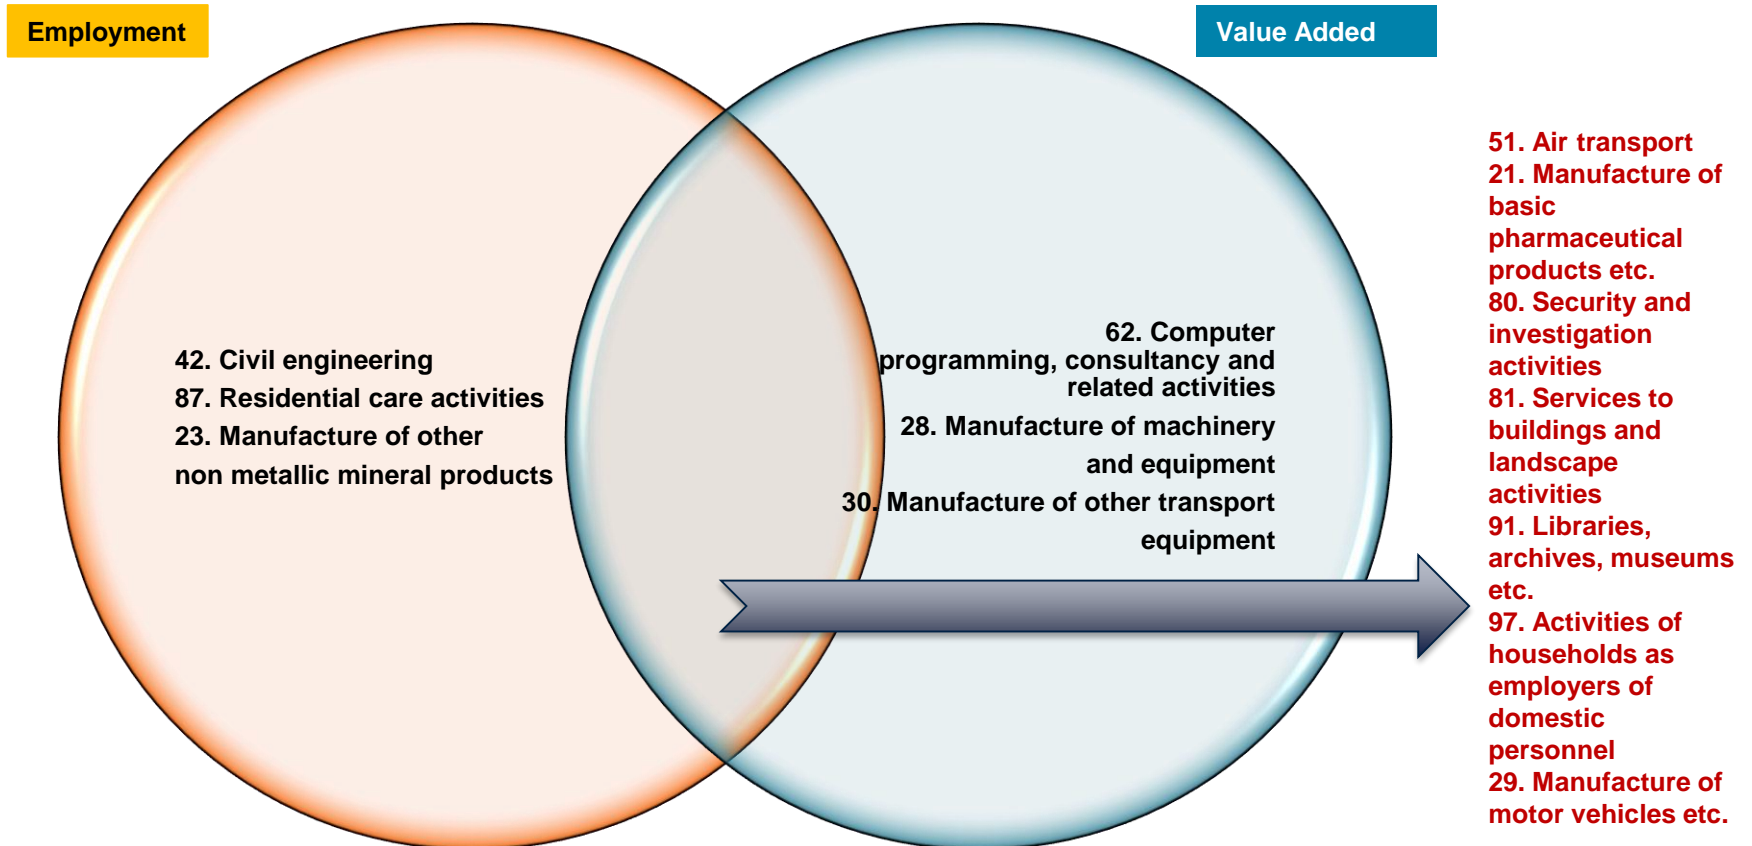 Employment
Value Added
42. Civil engineering
87. Residential care activities
23. Manufacture of other
non metallic mineral products
62. Computer
programming, consultancy and
related activities
28. Manufacture of machinery
and equipment
30. Manufacture of other transport
equipment
51. Air transport
21. Manufacture of
basic
pharmaceutical
products etc.
80. Security and
investigation
activities
81. Services to
buildings and
landscape
activities
91. Libraries,
archives, museums
etc.
97. Activities of
households as
employers of
domestic
personnel
29. Manufacture of
motor vehicles etc.